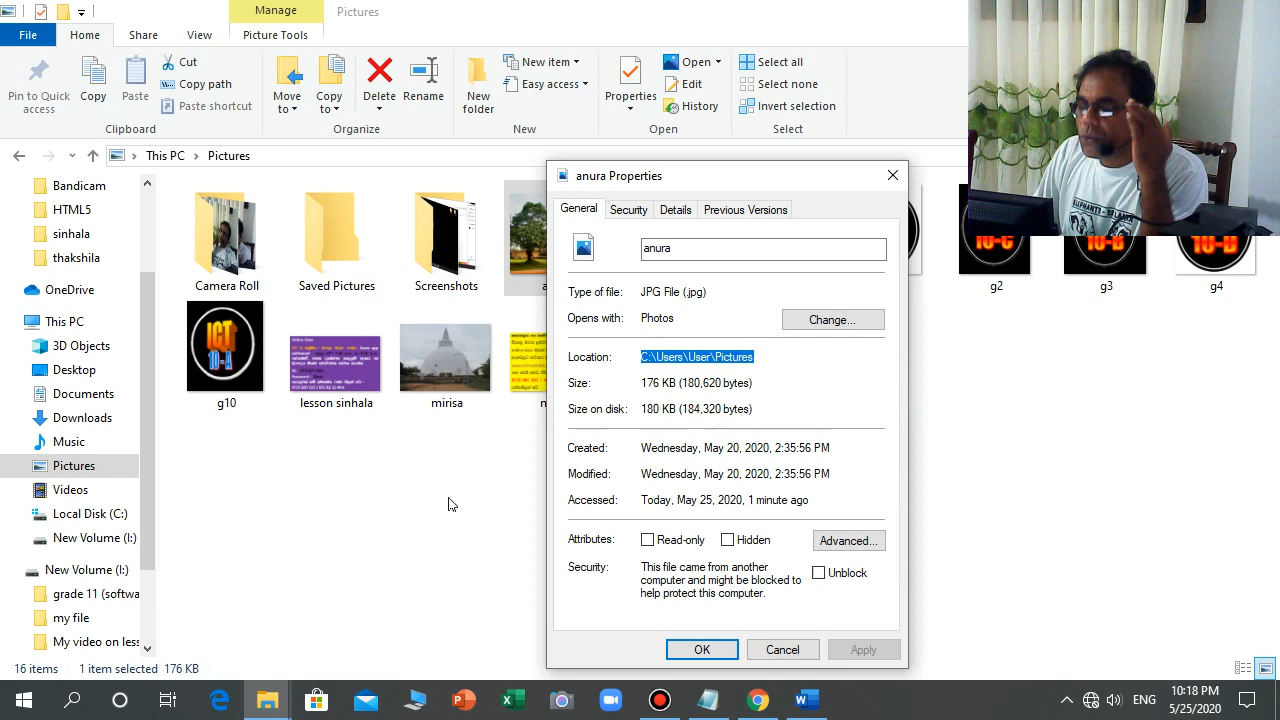 Manage
Pictures
File
Home
Share
View
Picture Tools
Pin to Quick access
Copy
Paste
Cut
Copy path
Paste shortcut
Move to
Copy to
Delete
Rename
New folder
New item
Easy access
Properties
Open
Edit
History
Select all
Select none
Invert selection
Clipboard
Organize
New
Open
Select
This PC > Pictures
Bandicam
HTML5
sinhala
thakshila
OneDrive
This PC
3D Objects
Desktop
Documents
Downloads
Music
Pictures
Videos
Local Disk (C:)
New Volume (I:)
New Volume (I:)
grade 11 (softwa
my file
My video on less
Camera Roll
Saved Pictures
Screenshots
10-C
10-B
10-D
g2
g3
g4
ICT
10-A
g10
lesson sinhala
mirisa
anura Properties
General
Security
Details
Previous Versions
anura
Type of file: JPG File (.jpg)
Opens with: Photos
Change...
Location: C:\Users\User\Pictures
Size: 176 KB (180,620 bytes)
Size on disk: 180 KB (184,320 bytes)
Created: Wednesday, May 20, 2020, 2:35:56 PM
Modified: Wednesday, May 20, 2020, 2:35:56 PM
Accessed: Today, May 25, 2020, 1 minute ago
Attributes: Read-only Hidden Advanced...
Security: This file came from another
computer and might be blocked to
help protect this computer.
Unblock
OK
Cancel
Apply
16 items
1 item selected 176 KB
ENG
10:18 PM
5/25/2020